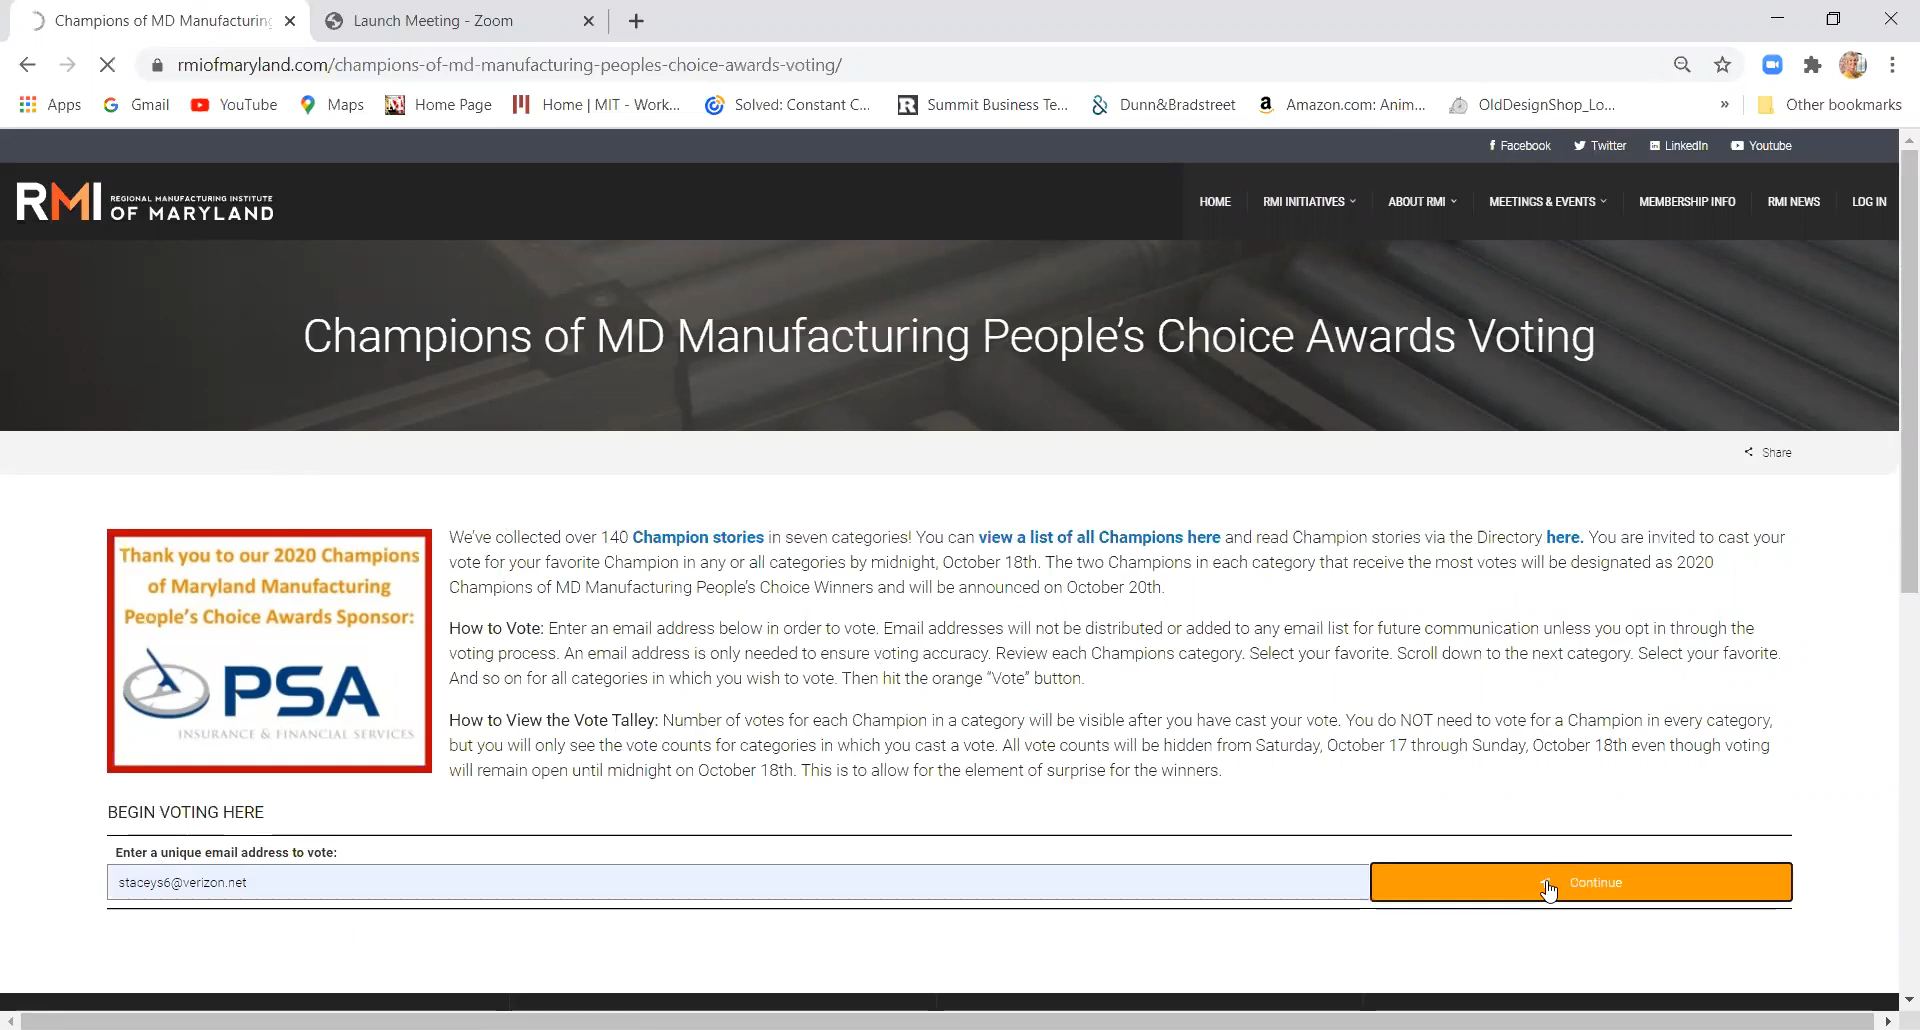 Champions of MD Manufacturing
Launch Meeting - Zoom
rmiofmaryland.com/champions-of-md-manufacturing-peoples-choice-awards-voting/
Apps
Gmail
YouTube
Maps
Home Page
Home | MIT - Work...
Solved: Constant C...
Summit Business Te...
Dunn&Bradstreet
Amazon.com: Anim...
OldDesignShop_Lo...
»
Other bookmarks
Facebook
Twitter
LinkedIn
Youtube
RMI REGIONAL MANUFACTURING INSTITUTE
OF MARYLAND
HOME
RMI INITIATIVES
ABOUT RMI
MEETINGS & EVENTS
MEMBERSHIP INFO
RMI NEWS
LOG IN
Champions of MD Manufacturing People’s Choice Awards Voting
Share
Thank you to our 2020 Champions
of Maryland Manufacturing
People’s Choice Awards Sponsor:
PSA
INSURANCE & FINANCIAL SERVICES
We’ve collected over 140 Champion stories in seven categories! You can view a list of all Champions here and read Champion stories via the Directory here. You are invited to cast your
vote for your favorite Champion in any or all categories by midnight, October 18th. The two Champions in each category that receive the most votes will be designated as 2020
Champions of MD Manufacturing People’s Choice Winners and will be announced on October 20th.
How to Vote: Enter an email address below in order to vote. Email addresses will not be distributed or added to any email list for future communication unless you opt in through the
voting process. An email address is only needed to ensure voting accuracy. Review each Champions category. Select your favorite. Scroll down to the next category. Select your favorite.
And so on for all categories in which you wish to vote. Then hit the orange “Vote” button.
How to View the Vote Talley: Number of votes for each Champion in a category will be visible after you have cast your vote. You do NOT need to vote for a Champion in every category,
but you will only see the vote counts for categories in which you cast a vote. All vote counts will be hidden from Saturday, October 17 through Sunday, October 18th even though voting
will remain open until midnight on October 18th. This is to allow for the element of surprise for the winners.
BEGIN VOTING HERE
Enter a unique email address to vote:
staceys6@verizon.net
Continue